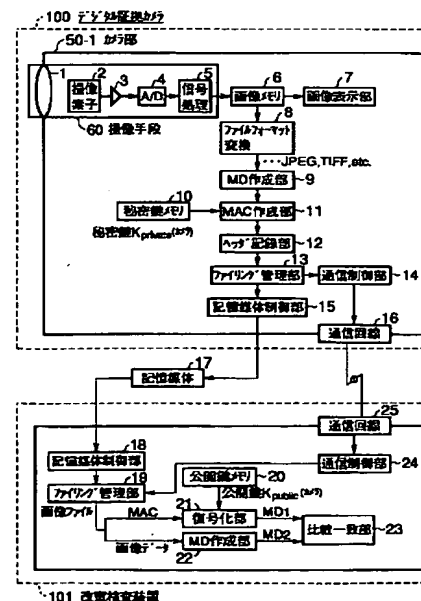 100 デジタル証拠カメラ
50-1 カメラ部
1
2
3
4
5
6
7
撮像素子
A/D
信号処理
画像メモリ
画像表示部
60 撮像手段
8
ファイルフォーマット変換
…JPEG,TIFF,etc.
MD作成部 9
10
秘密鍵メモリ
MAC作成部 11
秘密鍵Kprivate(カメラ)
ヘッダ記録部 12
13
ファイリング管理部
通信制御部 14
記憶媒体制御部 15
16
通信回線
17
記憶媒体
25
通信回線
18
記憶媒体制御部
通信制御部 24
19
ファイリング管理部
公開鍵メモリ 20
画像ファイル
公開鍵Kpublic(カメラ)
21
MAC
復号化部
MD1
比較一致部 23
画像データ
MD作成部
MD2
22
101 改竄検査装置